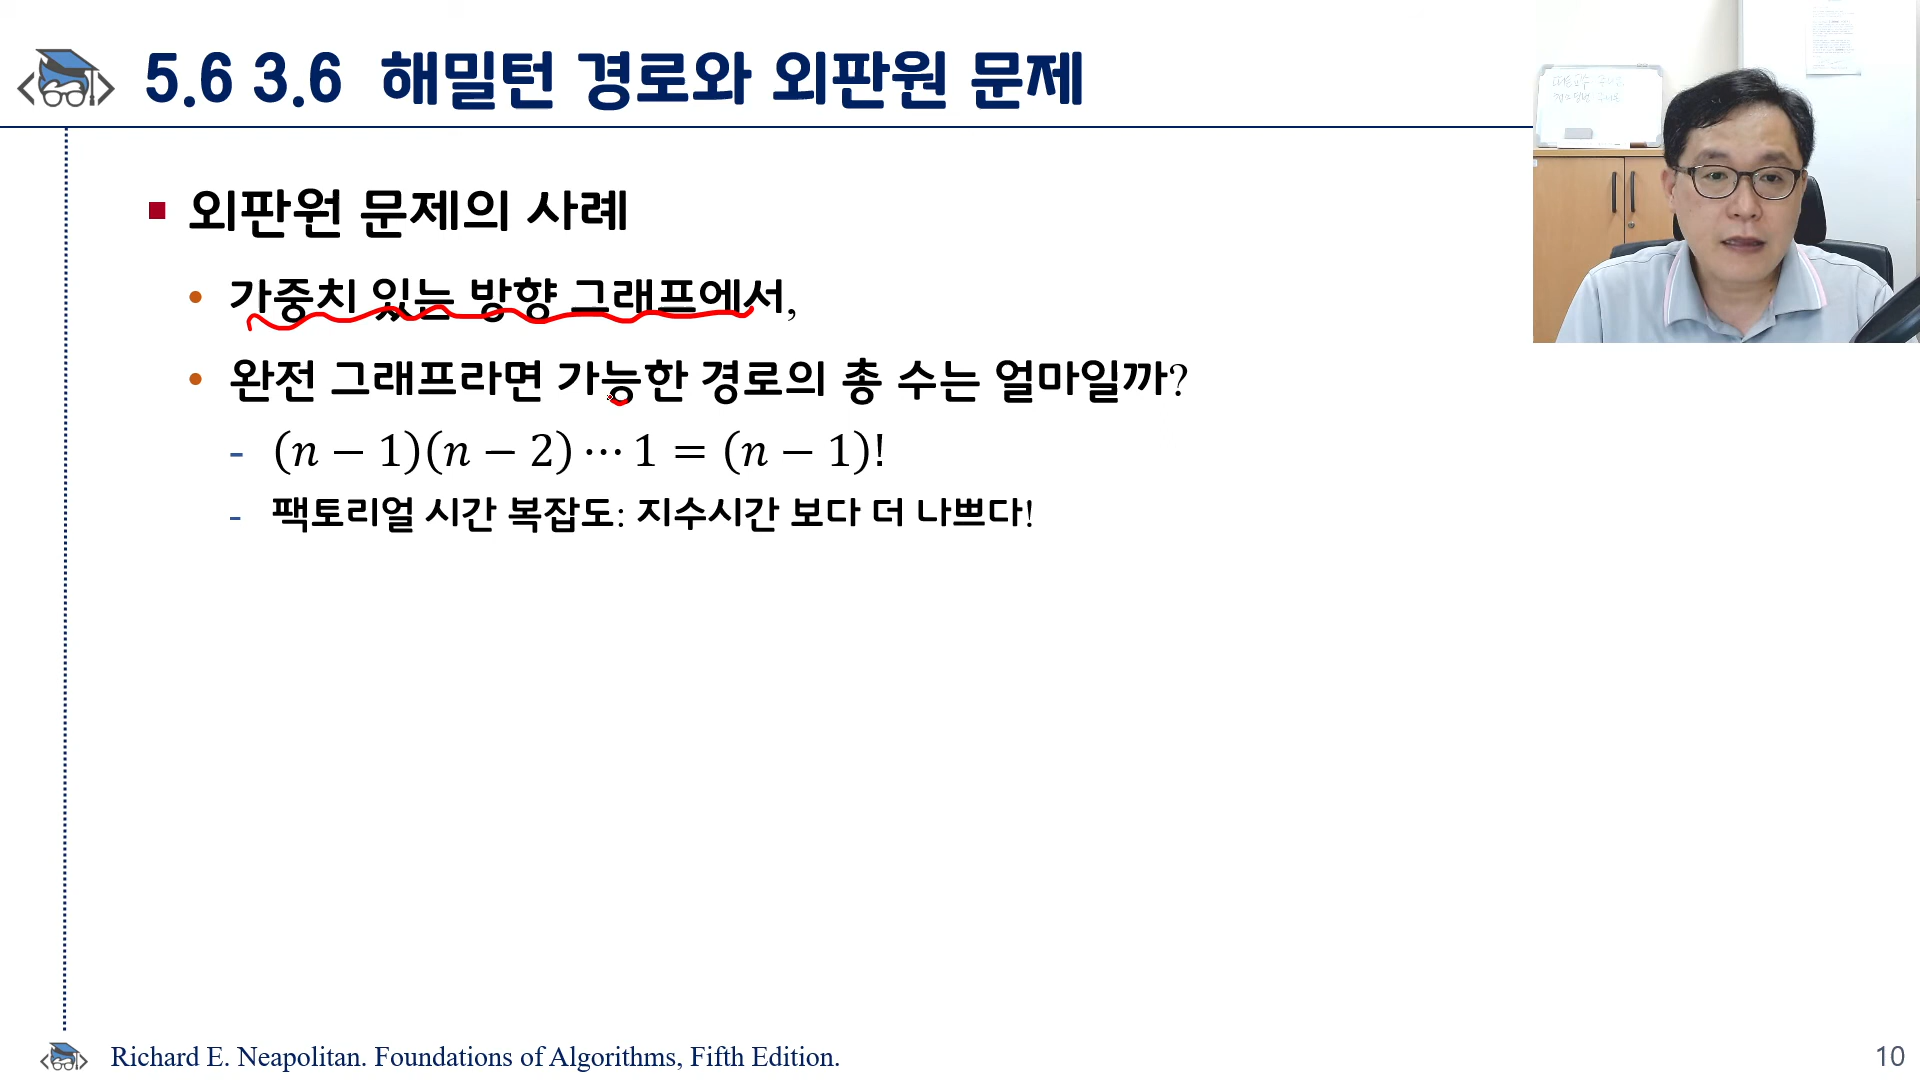 5.6 3.6 해밀턴 경로와 외판원 문제
외판원 문제의 사례
가중치 있는 방향 그래프에서,
완전 그래프라면 가능한 경로의 총 수는 얼마일까?
- (n − 1)(n − 2) ⋯ 1 = (n − 1)!
- 팩토리얼 시간 복잡도: 지수시간 보다 더 나쁘다!
Richard E. Neapolitan. Foundations of Algorithms, Fifth Edition.
10